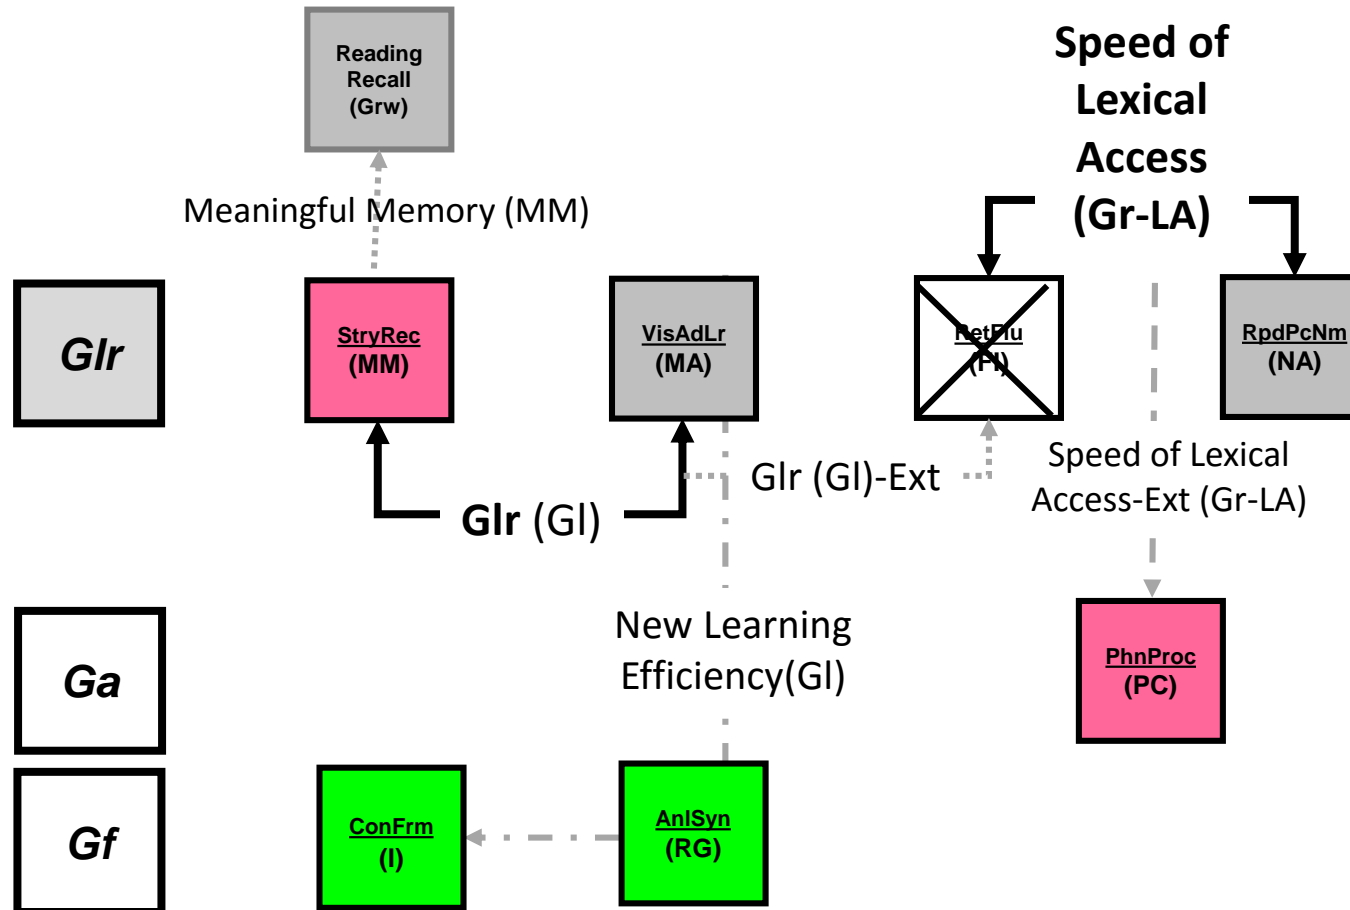 Reading
Recall
(Grw)
Speed of
Lexical
Access
(Gr-LA)
Meaningful Memory (MM)
Glr
StryRec
(MM)
VisAdLr
(MA)
RetFlu
(FI)
RpdPcNm
(NA)
Glr (Gl)
Glr (Gl)-Ext
Speed of Lexical
Access-Ext (Gr-LA)
Ga
New Learning
Efficiency(Gl)
PhnProc
(PC)
Gf
ConFrm
(I)
AnlSyn
(RG)